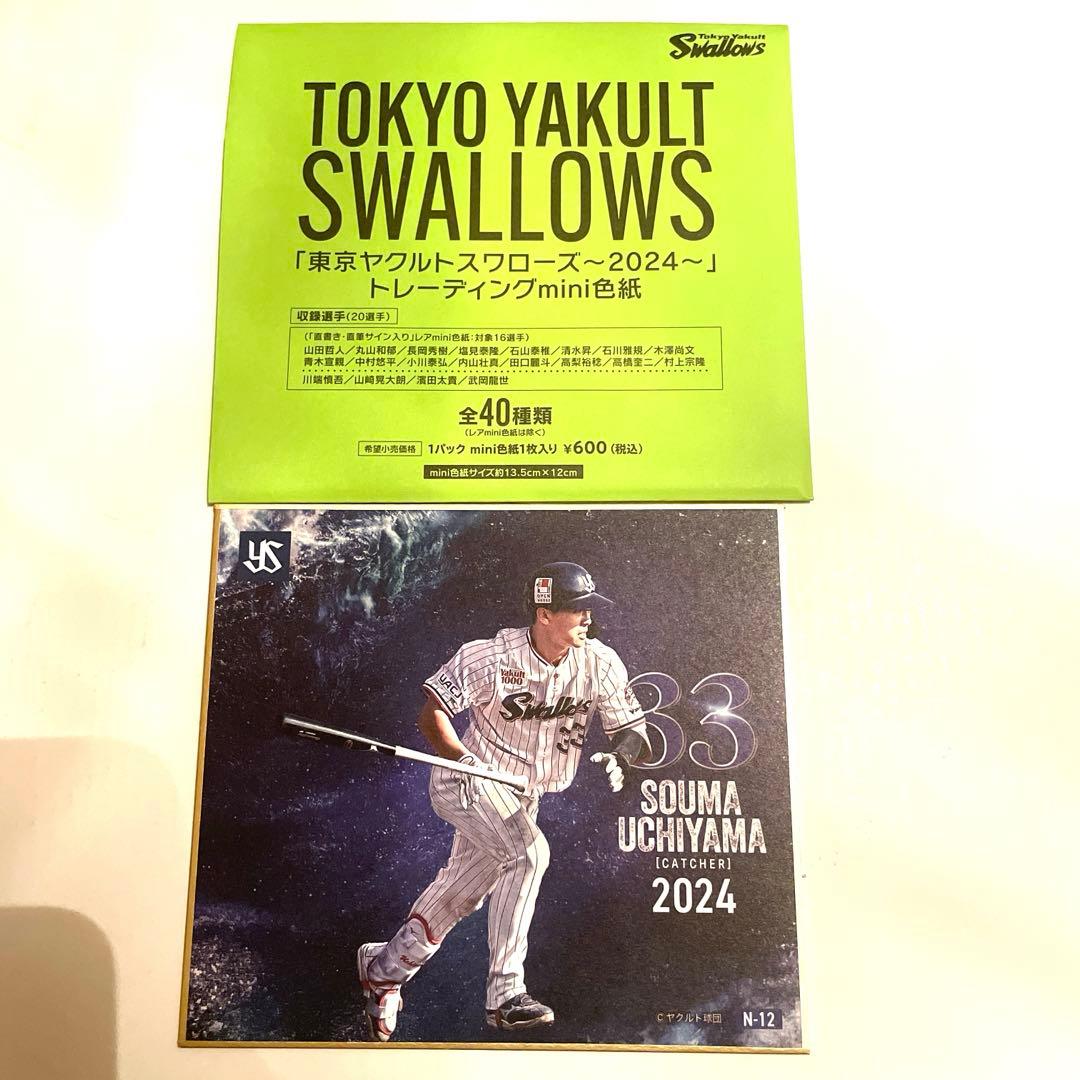 Tokyo Yakult
Swallows
TOKYO YAKULT
SWALLOWS
「東京ヤクルトスワローズ~2024~」
トレーディングmini色紙
収録選手(20選手)
(「直書き・直筆サイン入り」レアmini色紙:対象16選手)
山田哲人/丸山和郁/長岡秀樹/塩見泰隆/石山泰稚/清水昇/石川雅規/木澤尚文
青木宣親/中村悠平/小川泰弘/内山壮真/田口麗斗/高梨裕稔/高橋奎二/村上宗隆
川端慎吾/山崎晃大朗/濱田太貴/武岡龍世
全40種類
(レアmini色紙は除く)
希望小売価格 1パック mini色紙1枚入り ¥600(税込)
mini色紙サイズ約13.5cm×12cm
YS
OPEN HOUSE
Yakult
1000
UACJ
Swallows
33
33
SOUMA
UCHIYAMA
[CATCHER]
2024
C ヤクルト球団
N-12